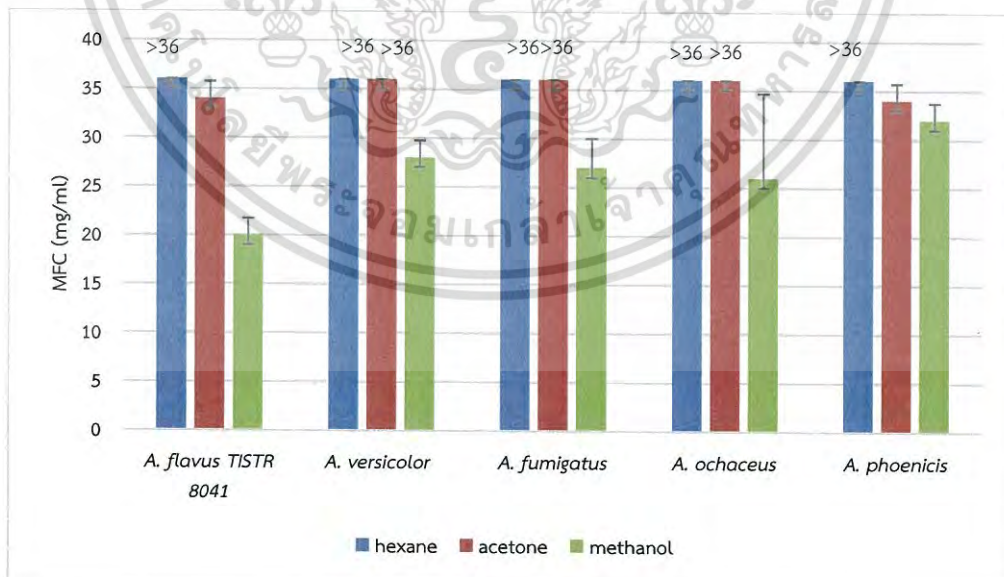 40
35
30
25
20
15
10
5
0
MFC (mg/ml)
>36
>36 >36
>36>36
>36 >36
>36
A. flavus TISTR
8041
A. versicolor
A. fumigatus
A. ochaceus
A. phoenicis
hexane
acetone
methanol